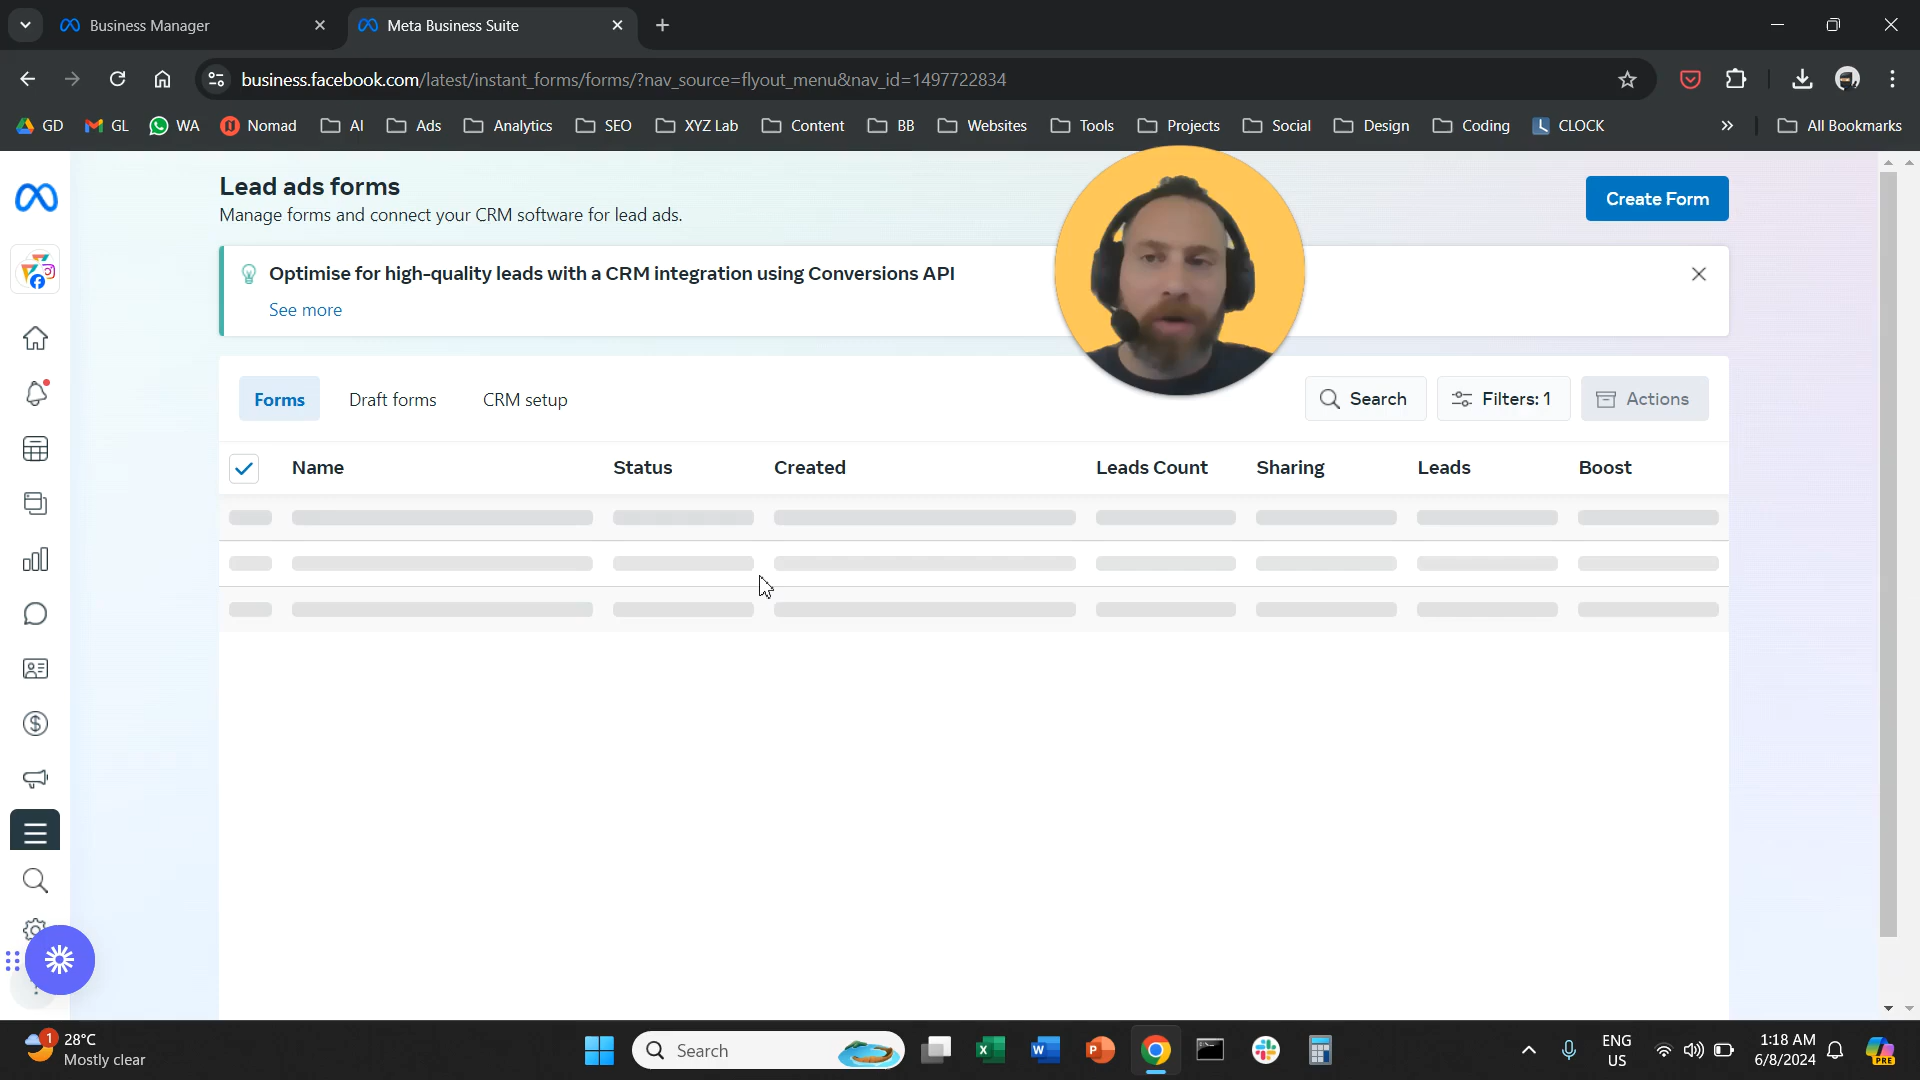 Business Manager
Meta Business Suite
business.facebook.com/latest/instant_forms/forms/?nav_source=flyout_menu&nav_id=1497722834
GD GL WA Nomad AI Ads Analytics SEO XYZ Lab Content BB Websites Tools Projects Social Design Coding CLOCK All Bookmarks
Lead ads forms
Manage forms and connect your CRM software for lead ads.
Create Form
Optimise for high-quality leads with a CRM integration using Conversions API
See more
Forms Draft forms CRM setup Search Filters: 1 Actions
Name Status Created Leads Count Sharing Leads Boost
1 28°C
Mostly clear
Search
ENG
US
1:18 AM
6/8/2024
PRE